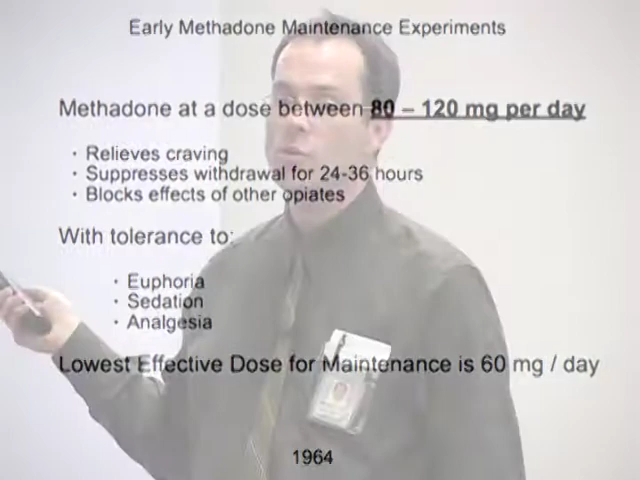 Early Methadone Maintenance Experiments
Methadone at a dose between 80 – 120 mg per day
· Relieves craving
· Suppresses withdrawal for 24-36 hours
· Blocks effects of other opiates
With tolerance to:
· Euphoria
· Sedation
· Analgesia
Lowest Effective Dose for Maintenance is 60 mg / day
1964